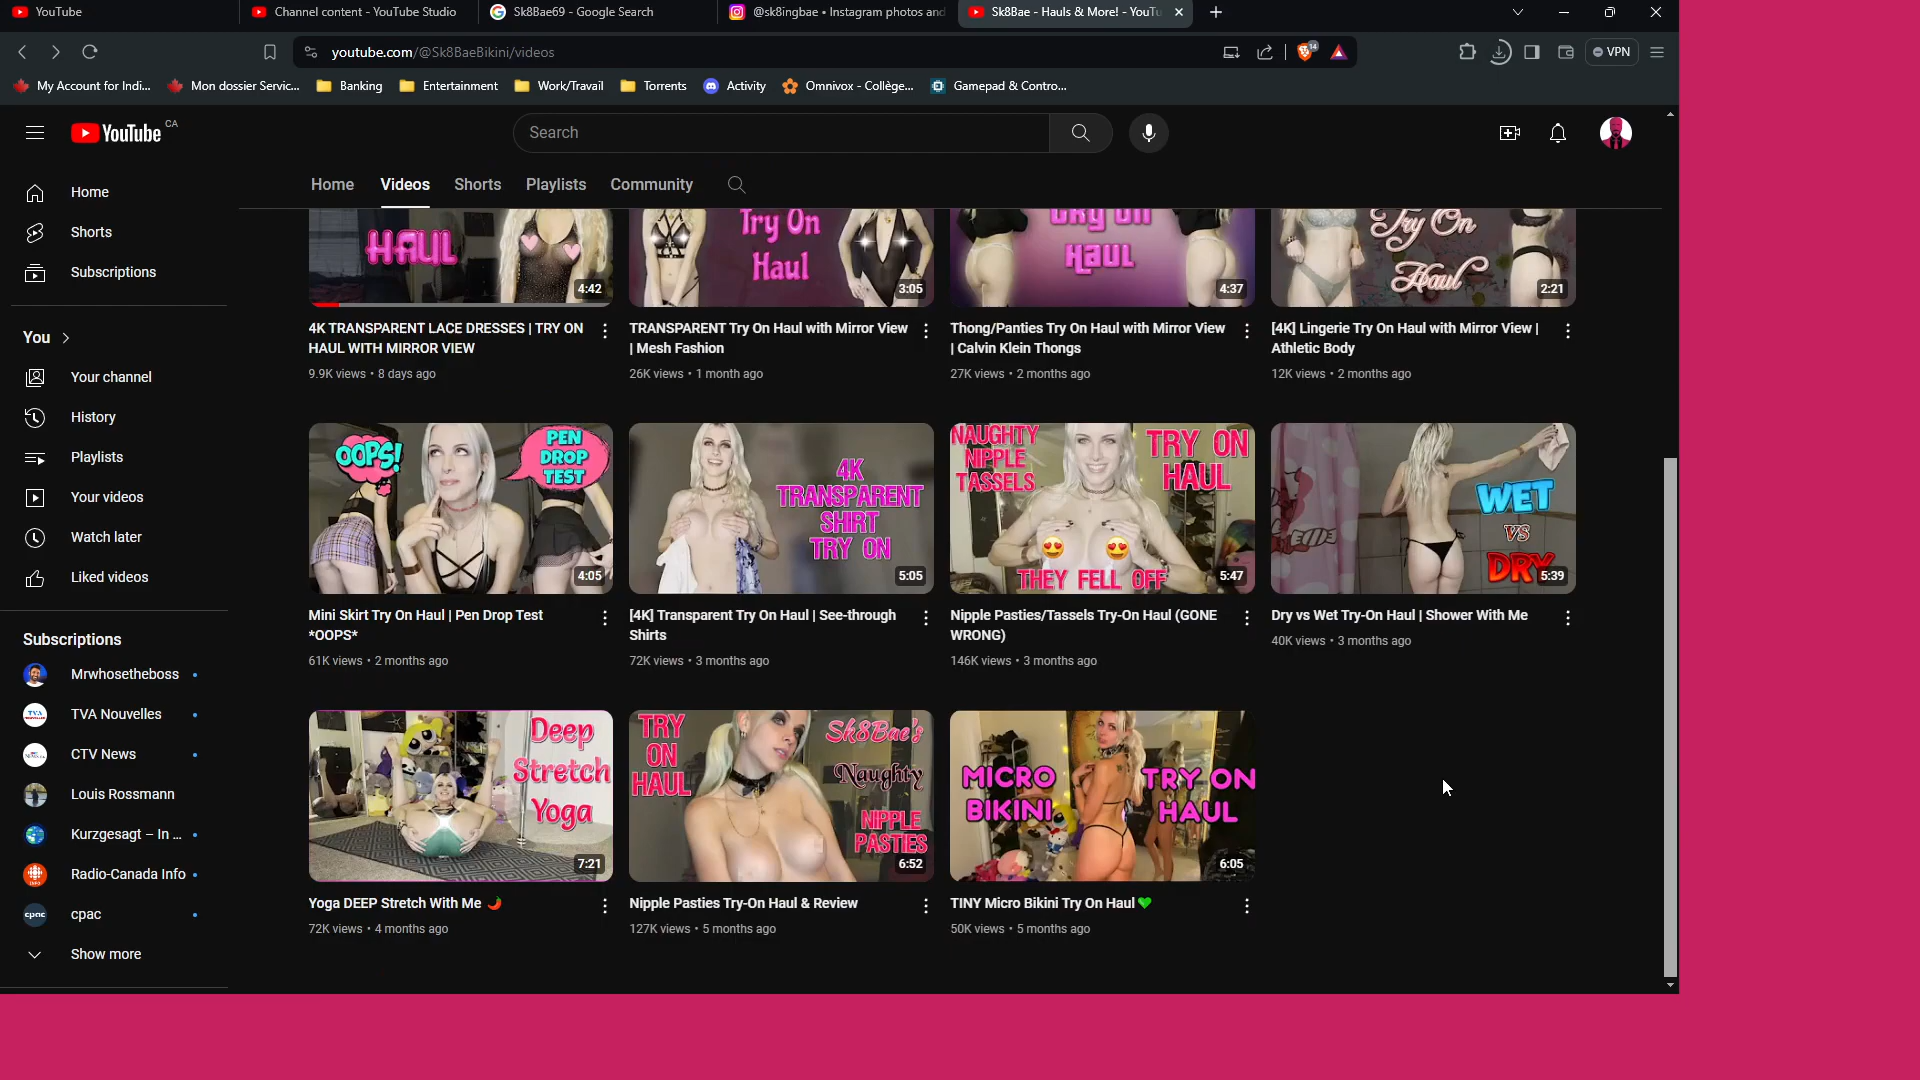 YouTube
Channel content - YouTube Studio
Sk8Bae69 - Google Search
@sk8ingbae • Instagram photos and
Sk8Bae - Hauls & More! - YouTu
youtube.com/@Sk8BaeBikini/videos
14
VPN
My Account for Indi...
Mon dossier Servic...
Banking
Entertainment
Work/Travail
Torrents
Activity
Omnivox - Collège...
Gamepad & Contro...
YouTube CA
Search
Home
Videos
Shorts
Playlists
Community
Home
Shorts
Subscriptions
You
Your channel
History
Playlists
Your videos
Watch later
Liked videos
Subscriptions
Mrwhosetheboss
TVA Nouvelles
CTV News
Louis Rossmann
Kurzgesagt – In ...
Radio-Canada Info
cpac
Show more
HAUL
4:42
4K TRANSPARENT LACE DRESSES | TRY ON
HAUL WITH MIRROR VIEW
9.9K views • 8 days ago
Try On
Haul
3:05
TRANSPARENT Try On Haul with Mirror View
| Mesh Fashion
26K views • 1 month ago
Try On
Haul
4:37
Thong/Panties Try On Haul with Mirror View
| Calvin Klein Thongs
27K views • 2 months ago
Try On
Haul
2:21
[4K] Lingerie Try On Haul with Mirror View |
Athletic Body
12K views • 2 months ago
OOPS!
PEN
DROP
TEST
4:05
Mini Skirt Try On Haul | Pen Drop Test
*OOPS*
61K views • 2 months ago
4K
TRANSPARENT
SHIRT
TRY ON
5:05
[4K] Transparent Try On Haul | See-through
Shirts
72K views • 3 months ago
NAUGHTY
NIPPLE
TASSELS
TRY ON
HAUL
THEY FELL OFF
5:47
Nipple Pasties/Tassels Try-On Haul (GONE
WRONG)
146K views • 3 months ago
WET
VS
DRY
5:39
Dry vs Wet Try-On Haul | Shower With Me
40K views • 3 months ago
Deep
Stretch
Yoga
7:21
Yoga DEEP Stretch With Me
72K views • 4 months ago
TRY
ON
HAUL
Sk8Bae's
Naughty
NIPPLE
PASTIES
6:52
Nipple Pasties Try-On Haul & Review
127K views • 5 months ago
MICRO
BIKINI
TRY ON
HAUL
6:05
TINY Micro Bikini Try On Haul
50K views • 5 months ago